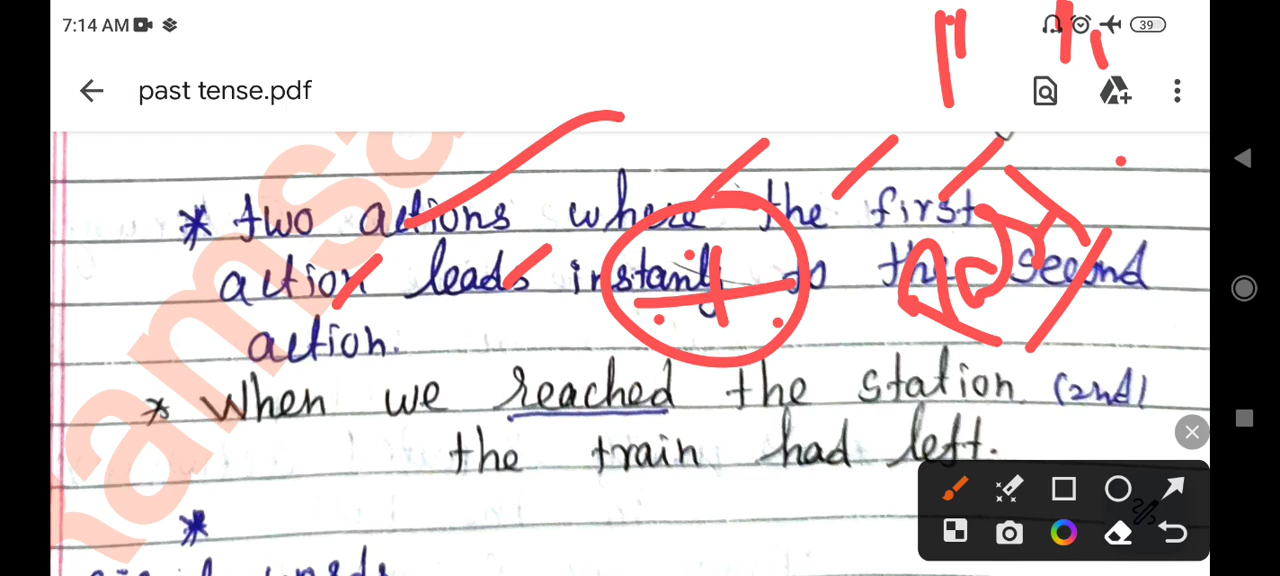 7:14 AM 39
past tense.pdf
* two actions where the first
action leads instantly to the second
action.
* When we reached the station (2nd)
the train had left.
*